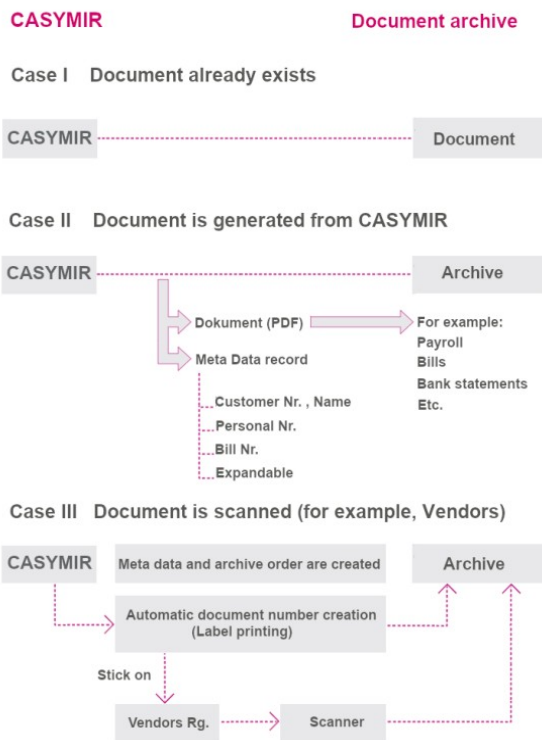 CASYMIR Document archive
Case I Document already exists
CASYMIR Document
Case II Document is generated from CASYMIR
CASYMIR Archive
Dokument (PDF) For example:
Payroll
Meta Data record Bills
Bank statements
Customer Nr. , Name Etc.
Personal Nr.
Bill Nr.
Expandable
Case III Document is scanned (for example, Vendors)
CASYMIR Meta data and archive order are created Archive
Automatic document number creation
(Label printing)
Stick on
Vendors Rg. Scanner